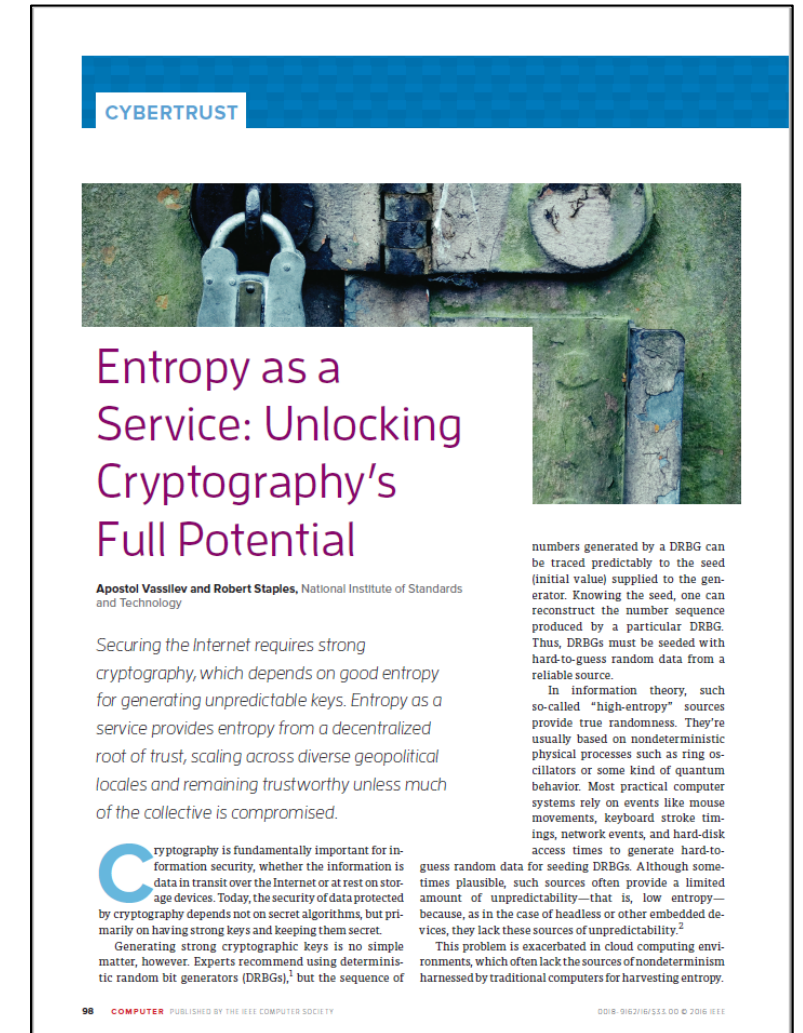 CYBERTRUST
Entropy as a
Service: Unlocking
Cryptography's
Full Potential
Apostol Vassilev and Robert Staples, National Institute of Standards
and Technology
Securing the Internet requires strong
cryptography, which depends on good entropy
for generating unpredictable keys. Entropy as a
service provides entropy from a decentralized
root of trust, scaling across diverse geopolitical
locales and remaining trustworthy unless much
of the collective is compromised.
Cryptography is fundamentally important for in-
formation security, whether the information is
data in transit over the Internet or at rest on stor-
age devices. Today, the security of data protected
by cryptography depends not on secret algorithms, but pri-
marily on having strong keys and keeping them secret.
Generating strong cryptographic keys is no simple
matter, however. Experts recommend using determinis-
tic random bit generators (DRBGs),1 but the sequence of
numbers generated by a DRBG can
be traced predictably to the seed
(initial value) supplied to the gen-
erator. Knowing the seed, one can
reconstruct the number sequence
produced by a particular DRBG.
Thus, DRBGs must be seeded with
hard-to-guess random data from a
reliable source.
In information theory, such
so-called “high-entropy” sources
provide true randomness. They're
usually based on nondeterministic
physical processes such as ring os-
cillators or some kind of quantum
behavior. Most practical computer
systems rely on events like mouse
movements, keyboard stroke tim-
ings, network events, and hard-disk
access times to generate hard-to-
guess random data for seeding DRBGs. Although some-
times plausible, such sources often provide a limited
amount of unpredictability—that is, low entropy—
because, as in the case of headless or other embedded de-
vices, they lack these sources of unpredictability.2
This problem is exacerbated in cloud computing envi-
ronments, which often lack the sources of nondeterminism
harnessed by traditional computers for harvesting entropy.
98 COMPUTER PUBLISHED BY THE IEEE COMPUTER SOCIETY
0018-9162/16/$33.00 © 2016 IEEE